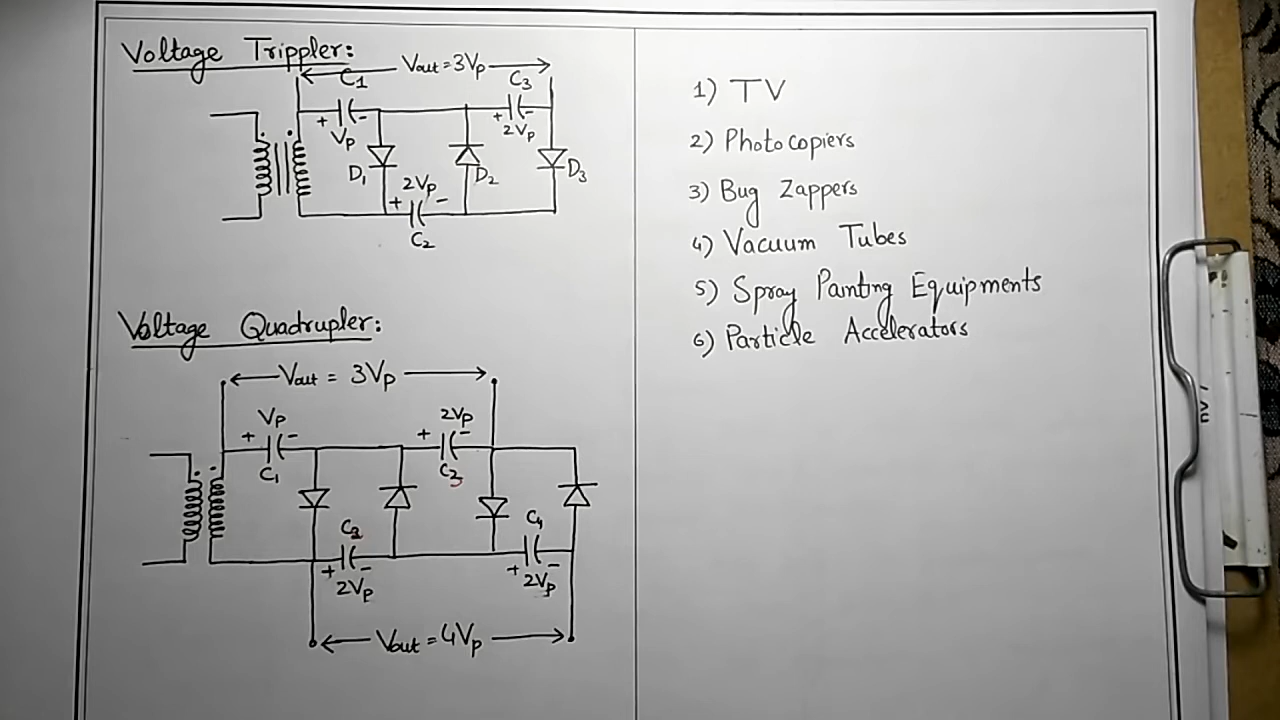 Voltage Trippler:
Vout = 3Vp
C1
C3
+ -
Vp
+ -
2Vp
D1
D2
D3
2Vp
+ -
C2
Voltage Quadrupler:
Vout = 3Vp
Vp
2Vp
+ -
+ -
C1
C3
C2
C4
+ -
2Vp
+ -
2Vp
Vout = 4Vp
1) TV
2) Photocopiers
3) Bug Zappers
4) Vacuum Tubes
5) Spray Painting Equipments
6) Particle Accelerators